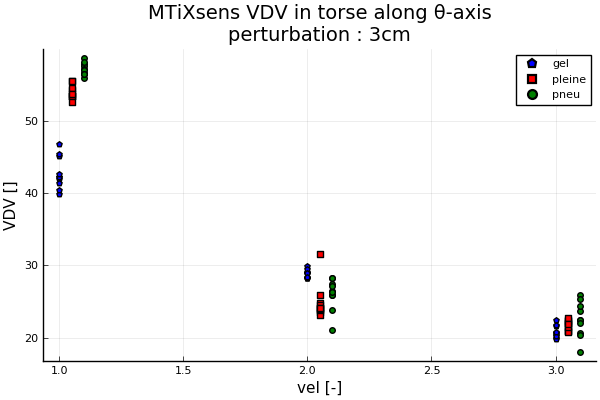 MTiXsens VDV in torse along θ-axis
perturbation : 3cm
gel
pleine
pneu
VDV []
50
40
30
20
1.0
1.5
2.0
2.5
3.0
vel [-]